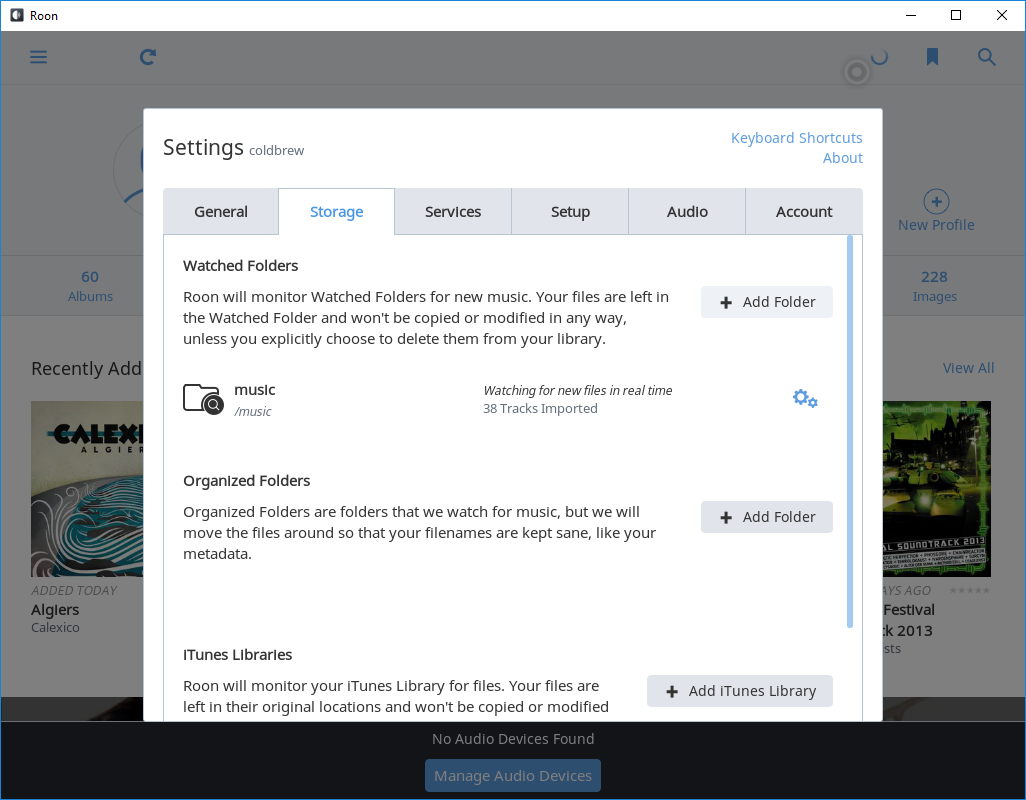 Roon
Settings coldbrew
Keyboard Shortcuts
About
General
Storage
Services
Setup
Audio
Account
New Profile
60
Albums
228
Images
Watched Folders
Roon will monitor Watched Folders for new music. Your files are left in
the Watched Folder and won't be copied or modified in any way,
unless you explicitly choose to delete them from your library.
Add Folder
music
/music
Watching for new files in real time
38 Tracks Imported
Recently Add
View All
Organized Folders
Organized Folders are folders that we watch for music, but we will
move the files around so that your filenames are kept sane, like your
metadata.
Add Folder
CALEXI
ALGIER
AL SOUNDTRACK 2013
ADDED TODAY
Algiers
Calexico
AYS AGO
Festival
ck 2013
sts
iTunes Libraries
Roon will monitor your iTunes Library for files. Your files are
left in their original locations and won't be copied or modified
Add iTunes Library
No Audio Devices Found
Manage Audio Devices